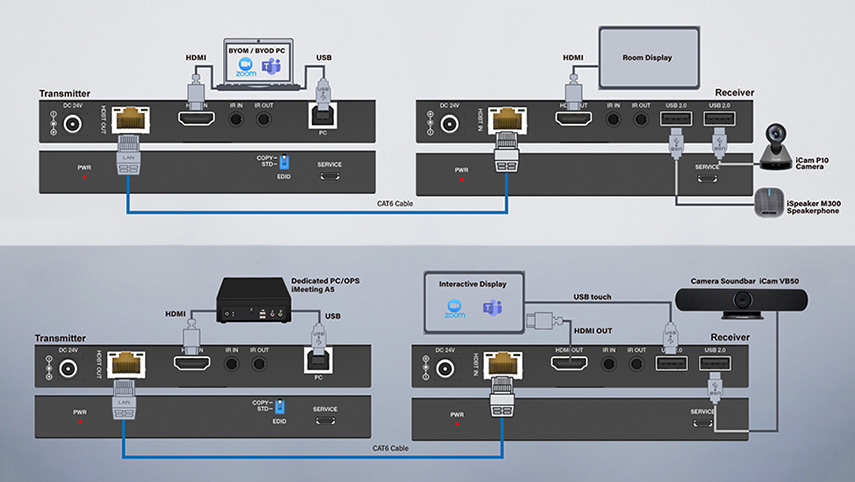 BYOM / BYOD PC
zoom
HDMI
USB
HDMI
Room Display
Transmitter
Receiver
DC 24V
HDBT OUT
HDMI IN
IR IN
IR OUT
PC
DC 24V
HDBT IN
HDMI OUT
IR IN
IR OUT
USB 2.0
USB 2.0
LAN
PWR
COPY
STD
EDID
SERVICE
PWR
USB
USB
SERVICE
iCam P10
Camera
CAT6 Cable
iSpeaker M300
Speakerphone
Dedicated PC/OPS
iMeeting A5
Interactive Display
zoom
Camera Soundbar iCam VB50
USB touch
HDMI
USB
HDMI OUT
Transmitter
Receiver
DC 24V
HDBT OUT
IN
IR IN
IR OUT
PC
DC 24V
HDBT IN
HDMI OUT
IR IN
IR OUT
2.0
USB 2.0
LAN
PWR
COPY
STD
EDID
SERVICE
PWR
USB
SERVICE
CAT6 Cable